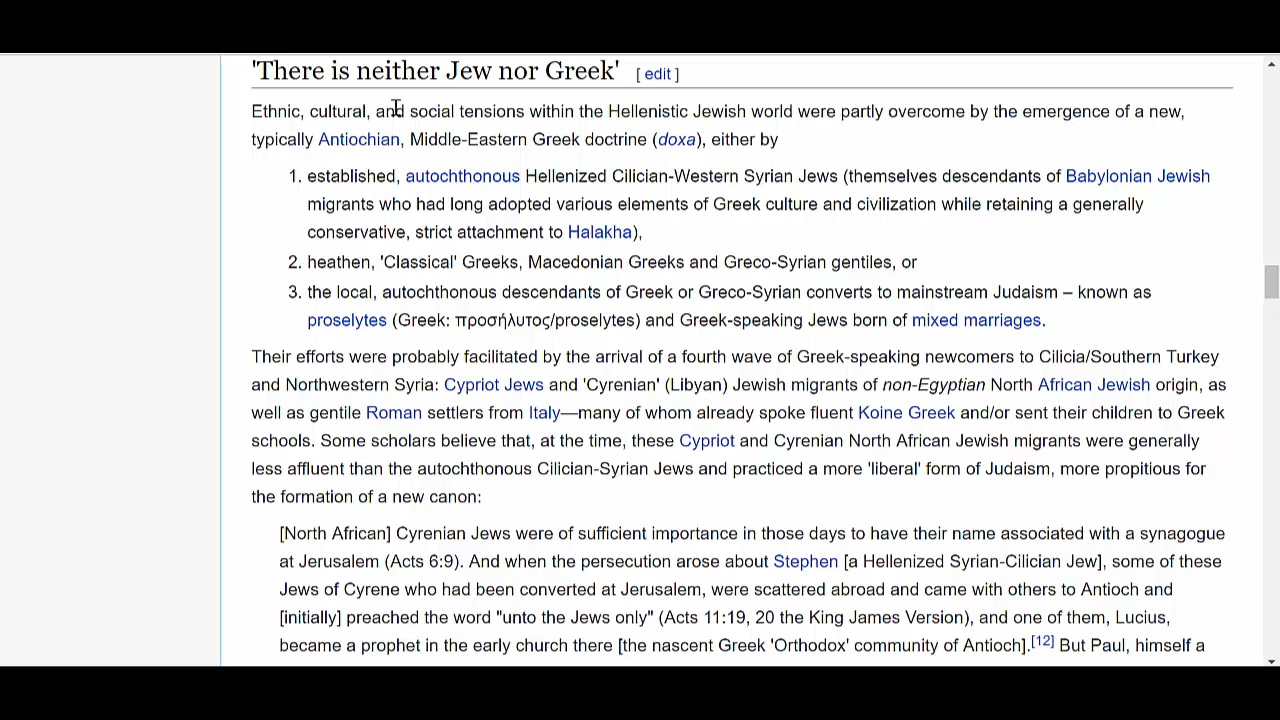 'There is neither Jew nor Greek' [ edit ]
Ethnic, cultural, and social tensions within the Hellenistic Jewish world were partly overcome by the emergence of a new,
typically Antiochian, Middle-Eastern Greek doctrine (doxa), either by
1. established, autochthonous Hellenized Cilician-Western Syrian Jews (themselves descendants of Babylonian Jewish
migrants who had long adopted various elements of Greek culture and civilization while retaining a generally
conservative, strict attachment to Halakha),
2. heathen, 'Classical' Greeks, Macedonian Greeks and Greco-Syrian gentiles, or
3. the local, autochthonous descendants of Greek or Greco-Syrian converts to mainstream Judaism – known as
proselytes (Greek: προσήλυτος/proselytes) and Greek-speaking Jews born of mixed marriages.
Their efforts were probably facilitated by the arrival of a fourth wave of Greek-speaking newcomers to Cilicia/Southern Turkey
and Northwestern Syria: Cypriot Jews and 'Cyrenian' (Libyan) Jewish migrants of non-Egyptian North African Jewish origin, as
well as gentile Roman settlers from Italy—many of whom already spoke fluent Koine Greek and/or sent their children to Greek
schools. Some scholars believe that, at the time, these Cypriot and Cyrenian North African Jewish migrants were generally
less affluent than the autochthonous Cilician-Syrian Jews and practiced a more 'liberal' form of Judaism, more propitious for
the formation of a new canon:
[North African] Cyrenian Jews were of sufficient importance in those days to have their name associated with a synagogue
at Jerusalem (Acts 6:9). And when the persecution arose about Stephen [a Hellenized Syrian-Cilician Jew], some of these
Jews of Cyrene who had been converted at Jerusalem, were scattered abroad and came with others to Antioch and
[initially] preached the word "unto the Jews only" (Acts 11:19, 20 the King James Version), and one of them, Lucius,
became a prophet in the early church there [the nascent Greek 'Orthodox' community of Antioch].[12] But Paul, himself a